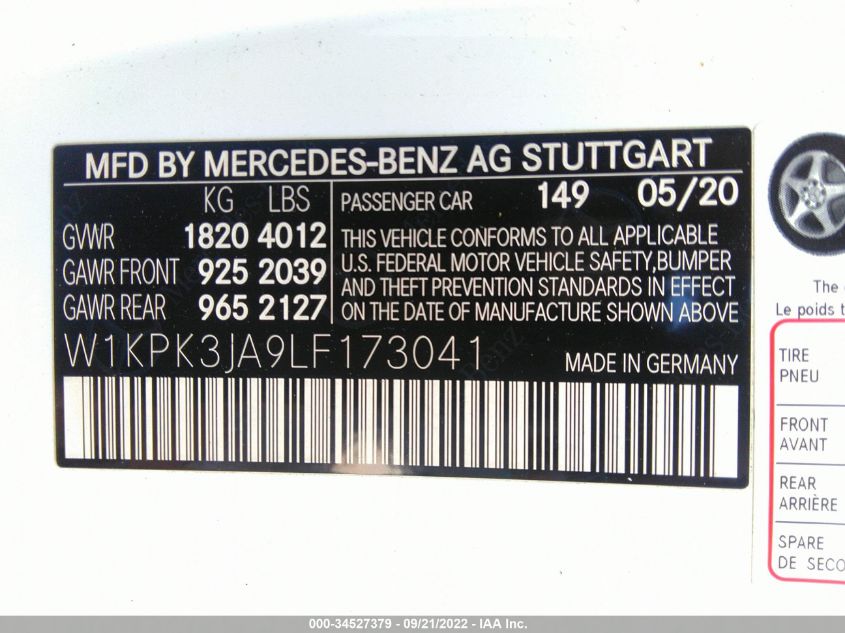 MFD BY MERCEDES-BENZ AG STUTTGART
KG LBS
GVWR 1820 4012
GAWR FRONT 925 2039
GAWR REAR 965 2127
PASSENGER CAR 149 05/20
THIS VEHICLE CONFORMS TO ALL APPLICABLE
U.S. FEDERAL MOTOR VEHICLE SAFETY,BUMPER
AND THEFT PREVENTION STANDARDS IN EFFECT
ON THE DATE OF MANUFACTURE SHOWN ABOVE
W1KPK3JA9LF173041
MADE IN GERMANY
The
Le poids
TIRE
PNEU
FRONT
AVANT
REAR
ARRIÈRE
SPARE
DE
000-34527379 - 09/21/2022 - IAA Inc.